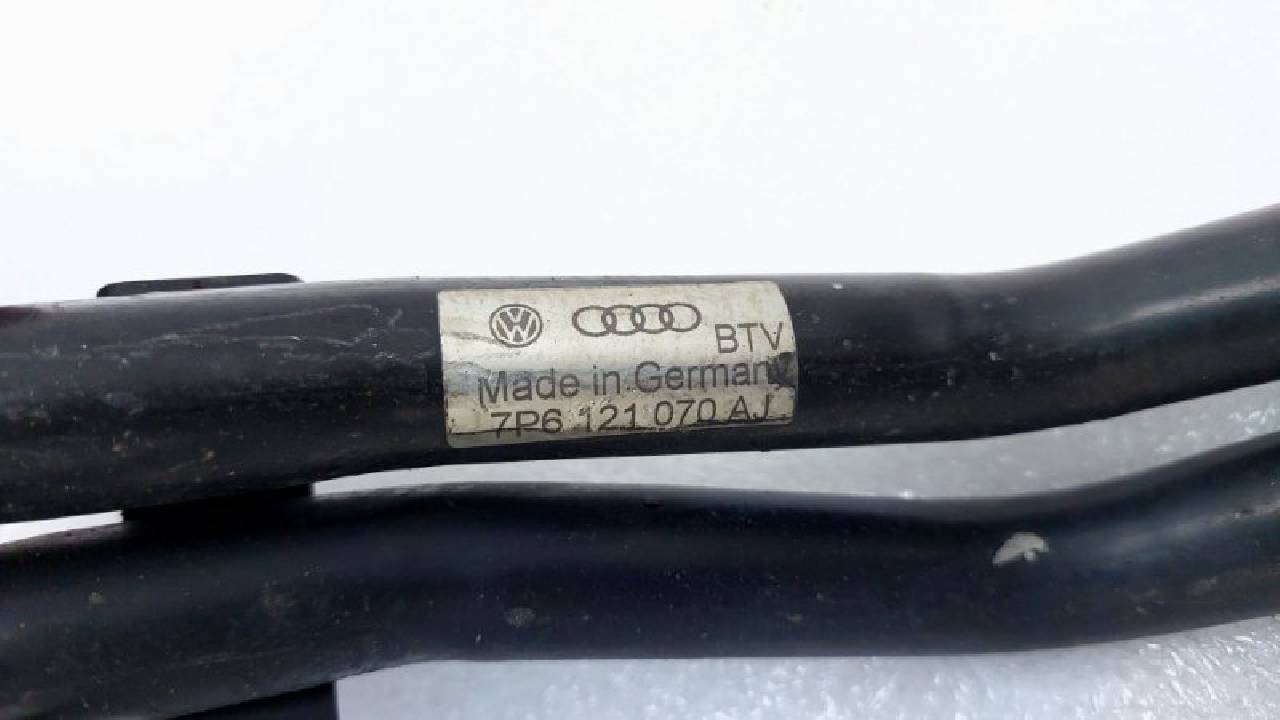 BTV
Made in Germany
7P6 121 070 AJ